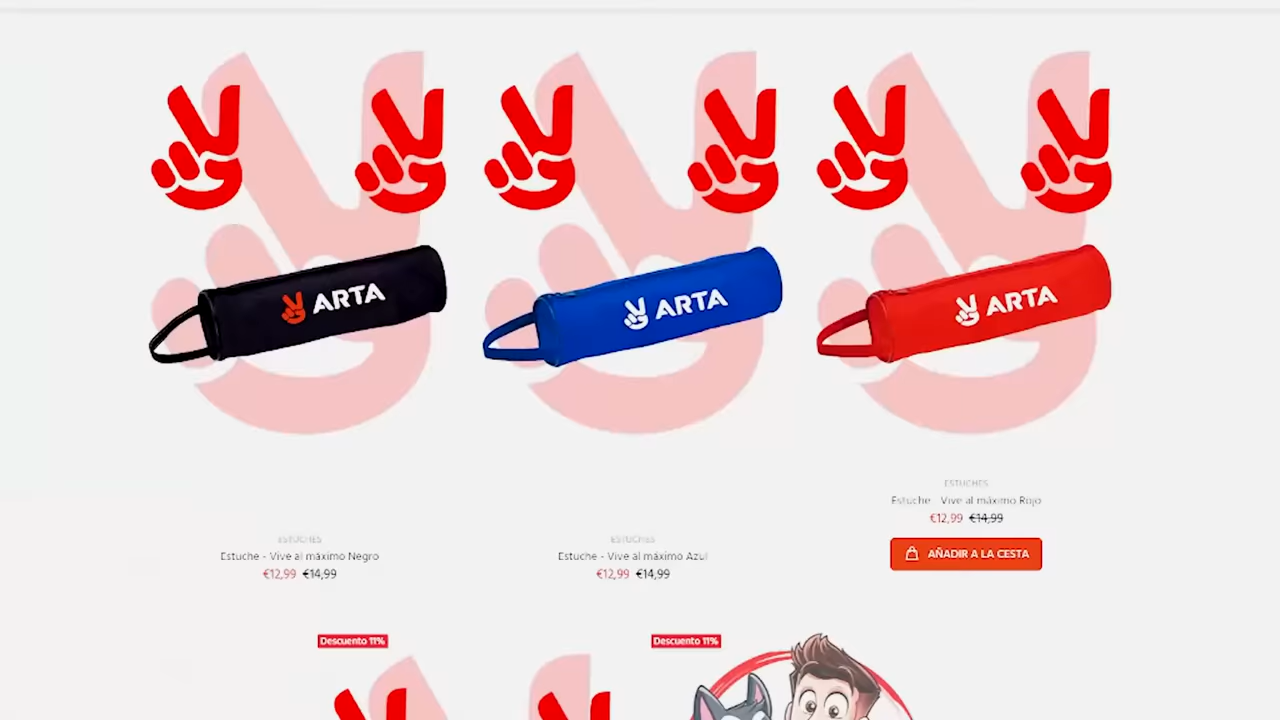 ARTA
ARTA
ARTA
ESTUCHES
Estuche - Vive al máximo Rojo
€12,99 €14,99
AÑADIR A LA CESTA
ESTUCHES
Estuche - Vive al máximo Negro
€12,99 €14,99
ESTUCHES
Estuche - Vive al máximo Azul
€12,99 €14,99
Descuento 11%
Descuento 11%